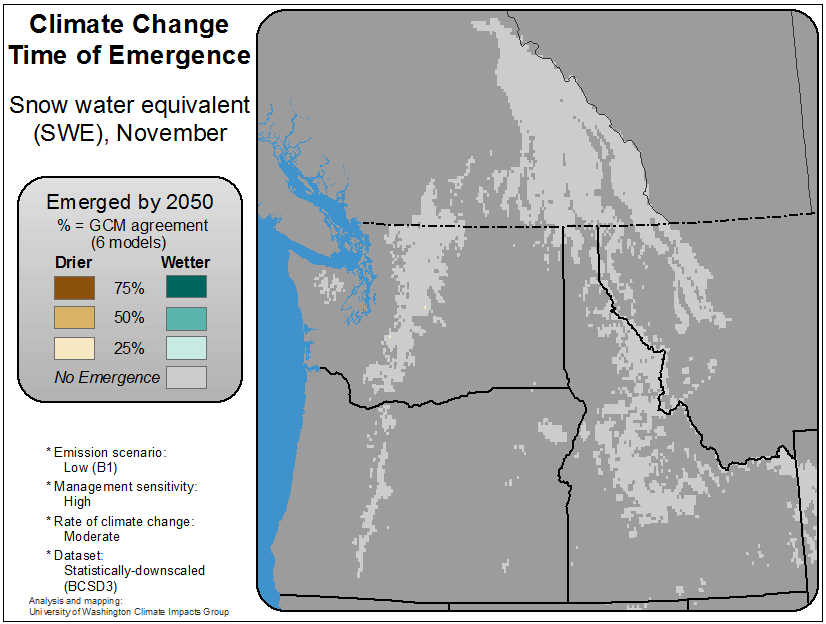 Climate Change
Time of Emergence
Snow water equivalent
(SWE), November
Emerged by 2050
% = GCM agreement
(6 models)
Drier Wetter
75%
50%
25%
No Emergence
* Emission scenario:
Low (B1)
* Management sensitivity:
High
* Rate of climate change:
Moderate
* Dataset:
Statistically-downscaled
(BCSD3)
Analysis and mapping:
University of Washington Climate Impacts Group